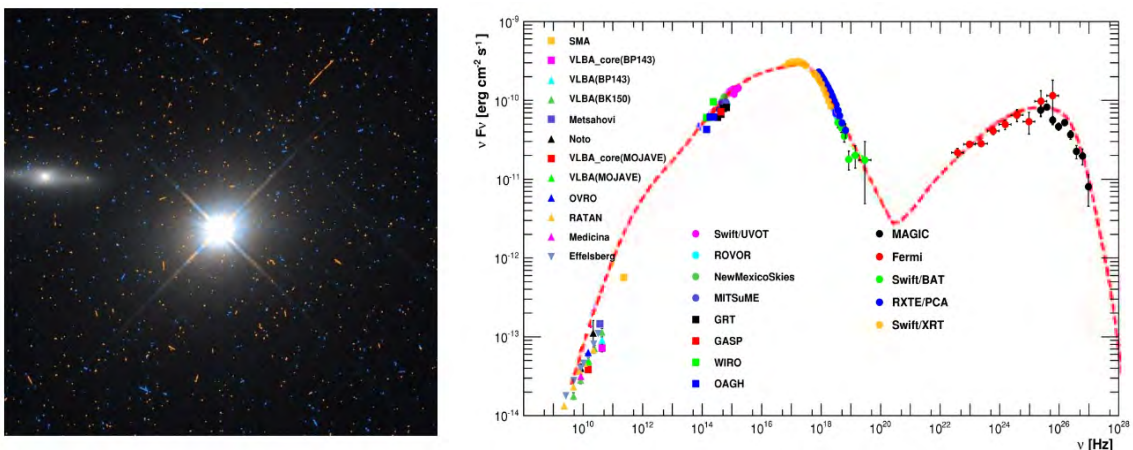 ν Fν [erg cm⁻² s⁻¹]
10⁻⁹
10⁻¹⁰
10⁻¹¹
10⁻¹²
10⁻¹³
10⁻¹⁴
SMA
VLBA_core(BP143)
VLBA(BP143)
VLBA(BK150)
Metsahovi
Noto
VLBA_core(MOJAVE)
VLBA(MOJAVE)
OVRO
RATAN
Medicina
Effelsberg
Swift/UVOT
ROVOR
NewMexicoSkies
MITSuME
GRT
GASP
WIRO
OAGH
MAGIC
Fermi
Swift/BAT
RXTE/PCA
Swift/XRT
10¹⁰ 10¹² 10¹⁴ 10¹⁶ 10¹⁸ 10²⁰ 10²² 10²⁴ 10²⁶ 10²⁸
ν [Hz]